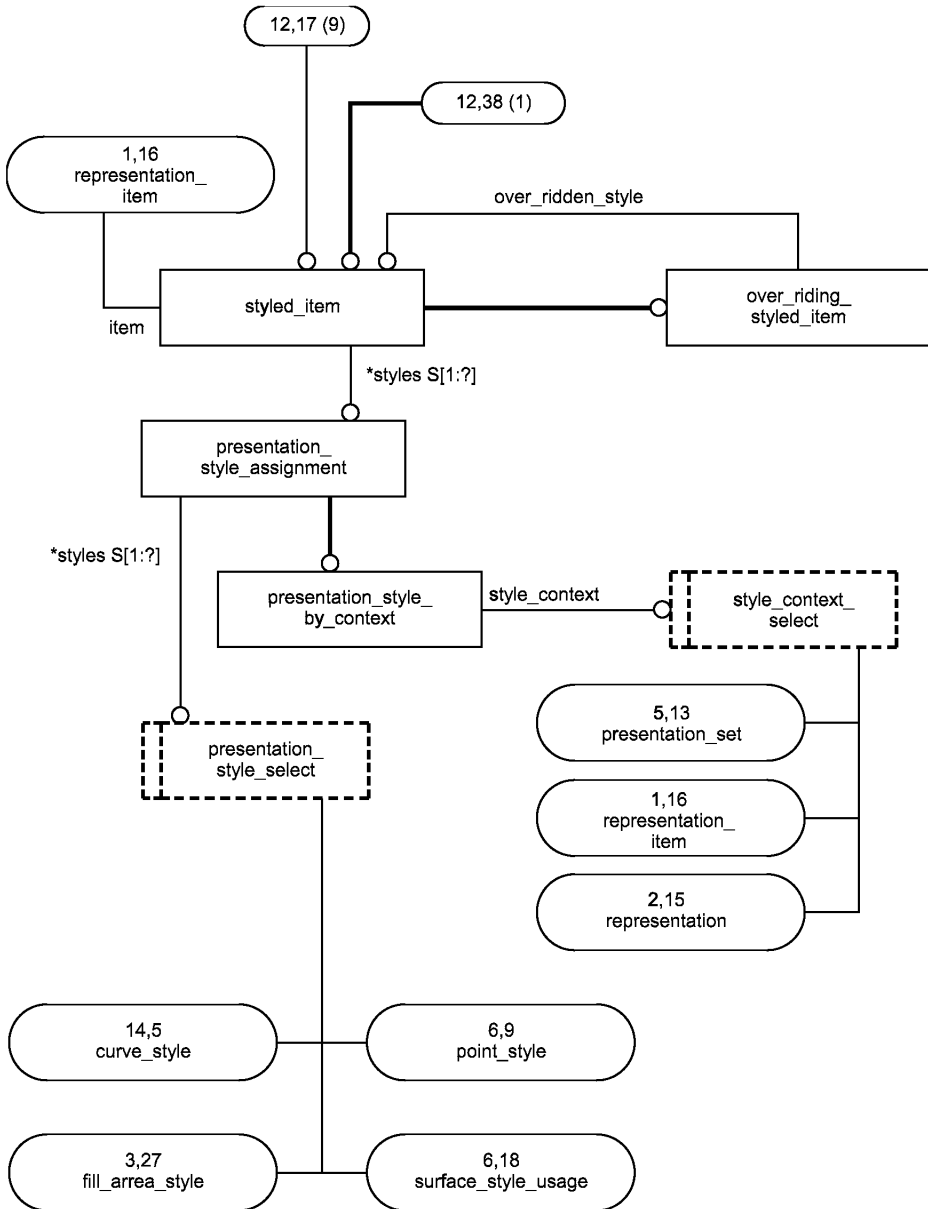 12,17 (9)
12,38 (1)
1,16
representation_
item
over_ridden_style
styled_item
over_riding_
styled_item
item
*styles S[1:?]
presentation_
style_assignment
*styles S[1:?]
presentation_style_
by_context
style_context
style_context_
select
5,13
presentation_set
presentation_
style_select
1,16
representation_
item
2,15
representation
14,5
curve_style
6,9
point_style
3,27
fill_arrea_style
6,18
surface_style_usage